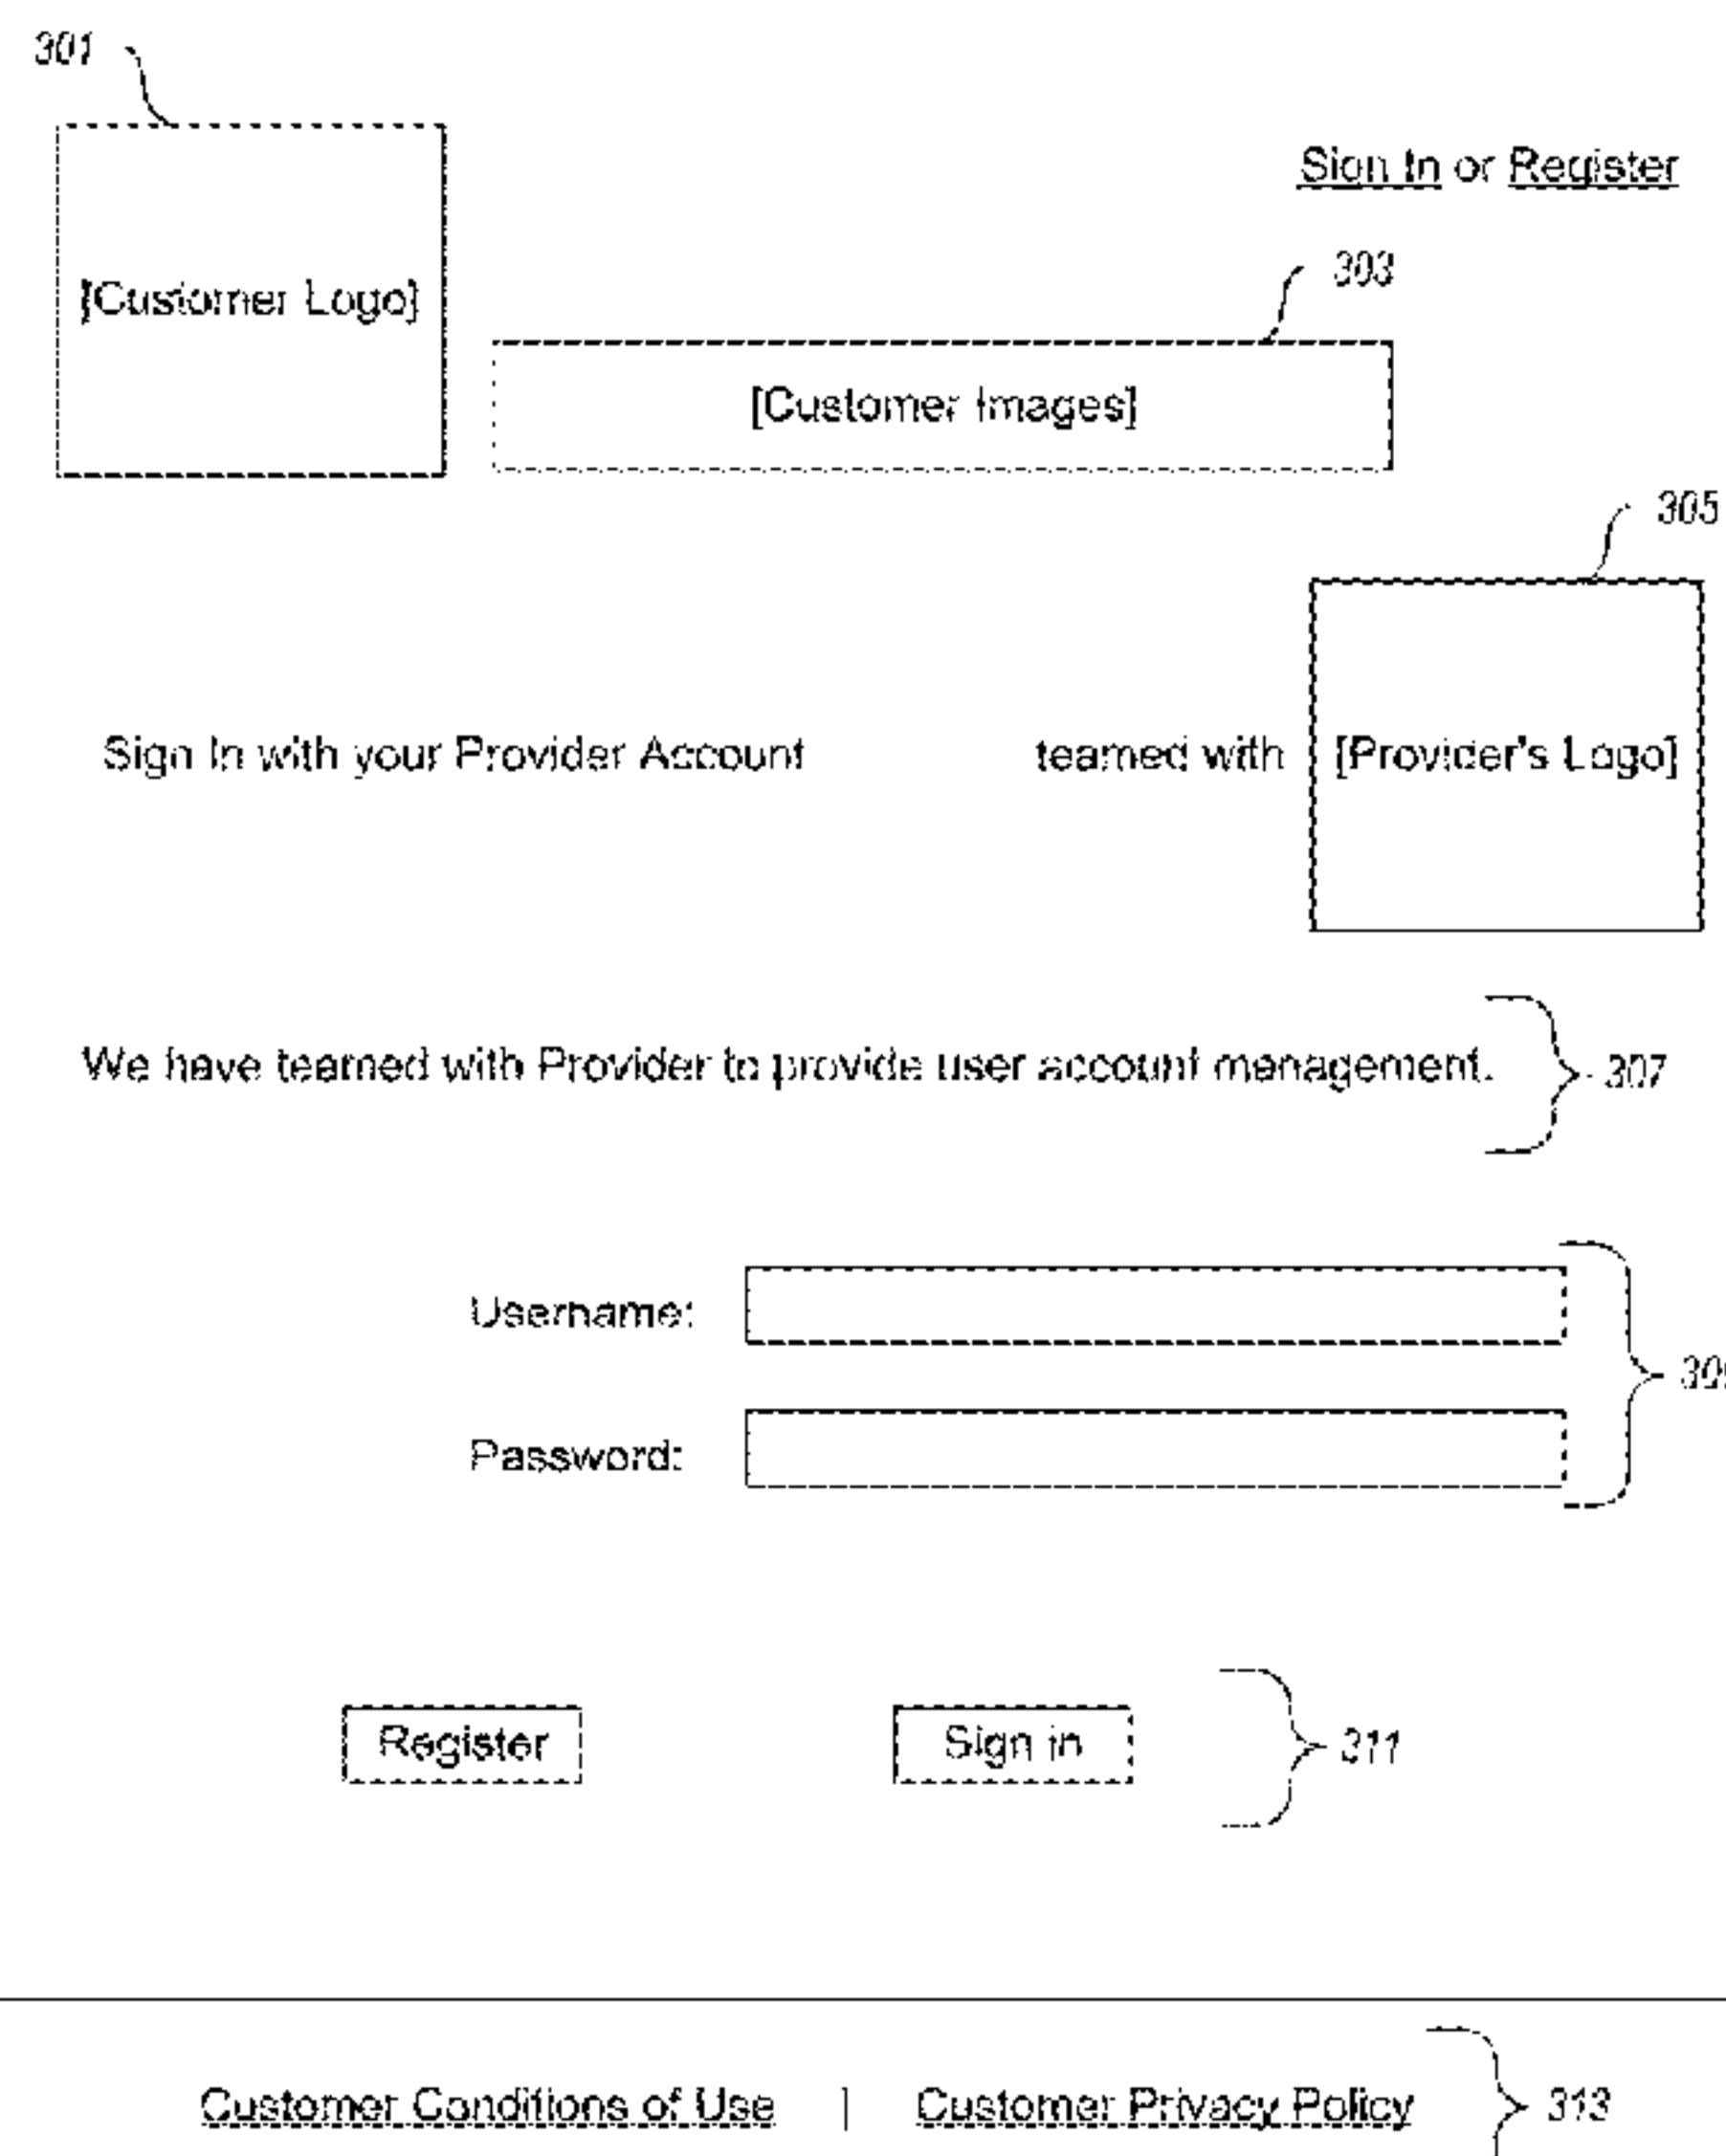 301
Sign In or Register
303
[Customer Logo]
[Customer Images]
305
Sign In with your Provider Account teamed with [Provider's Logo]
We have teamed with Provider to provide user account management.
307
Username:
309
Password:
Register Sign in
311
Customer Conditions of Use | Customer Privacy Policy
313